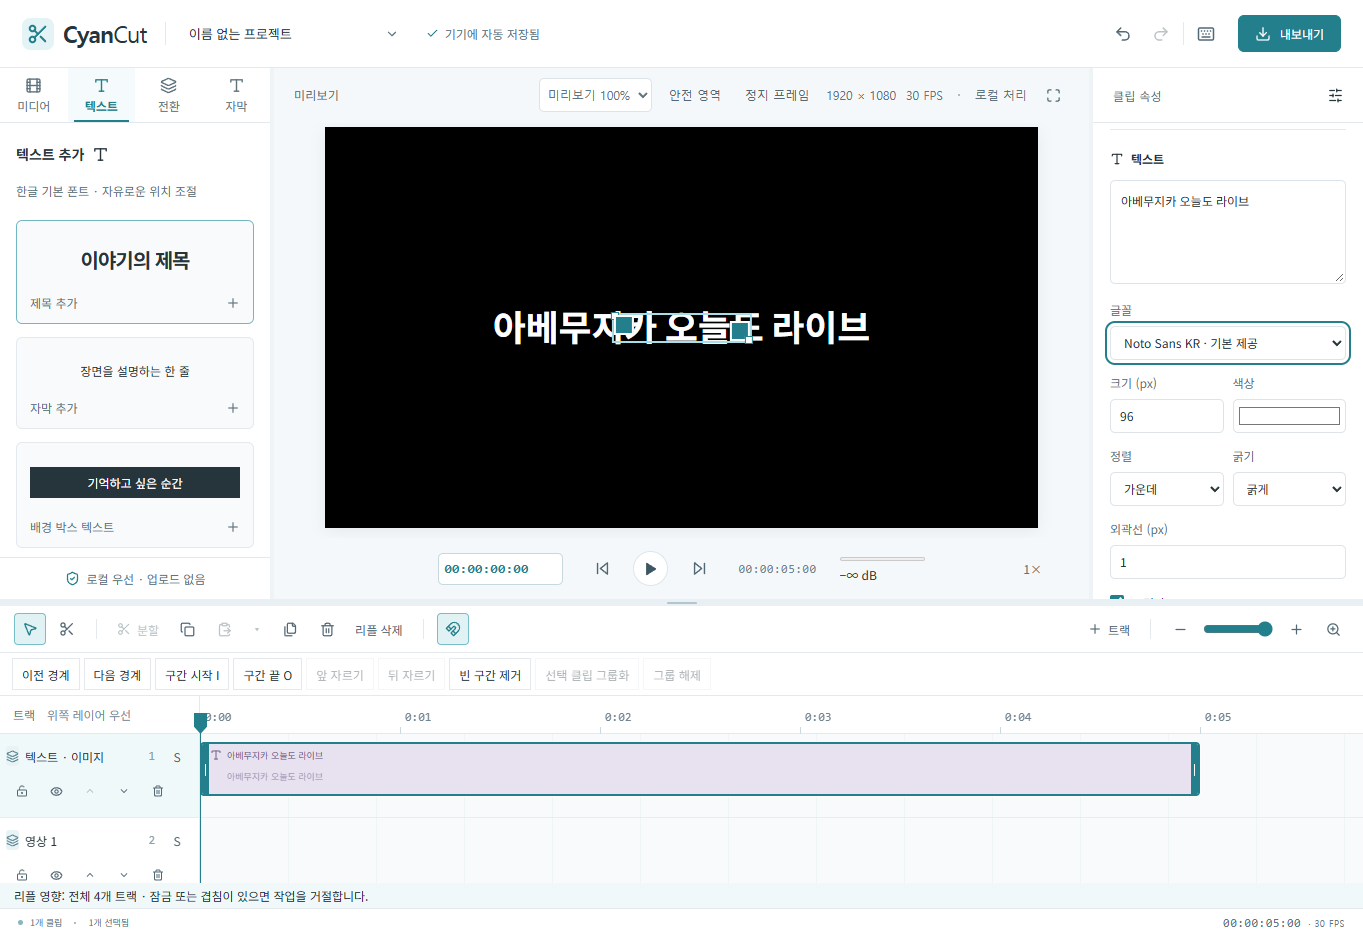 CyanCut
이름 없는 프로젝트
기기에 자동 저장됨
내보내기
미디어
텍스트
전환
자막
텍스트 추가
한글 기본 폰트 · 자유로운 위치 조절
이야기의 제목
제목 추가
장면을 설명하는 한 줄
자막 추가
기억하고 싶은 순간
배경 박스 텍스트
로컬 우선 · 업로드 없음
미리보기
미리보기 100%
안전 영역
정지 프레임
1920 × 1080
30 FPS
·
로컬 처리
아베무지카 오늘도 라이브
00:00:00:00
00:00:05:00
-∞ dB
1×
클립 속성
텍스트
아베무지카 오늘도 라이브
글꼴
Noto Sans KR · 기본 제공
크기 (px)
색상
96
정렬
굵기
가운데
굵게
외곽선 (px)
1
분할
리플 삭제
트랙
이전 경계
다음 경계
구간 시작 I
구간 끝 O
앞 자르기
뒤 자르기
빈 구간 제거
선택 클립 그룹화
그룹 해제
트랙 위쪽 레이어 우선
0:00
0:01
0:02
0:03
0:04
0:05
텍스트 · 이미지
1
S
아베무지카 오늘도 라이브
아베무지카 오늘도 라이브
영상 1
2
S
리플 영향: 전체 4개 트랙 · 잠금 또는 겹침이 있으면 작업을 거절합니다.
1개 클립 · 1개 선택됨
00:00:05:00 · 30 FPS